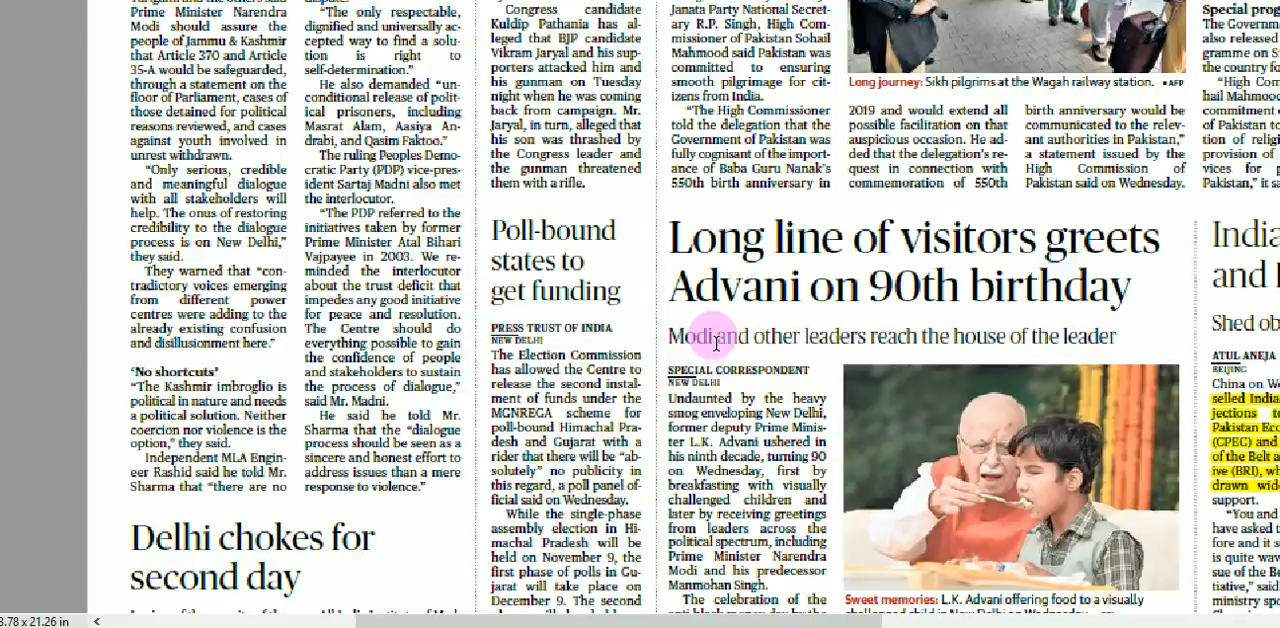 Prime Minister Narendra
Modi should assure the
people of Jammu & Kashmir
that Article 370 and Article
35-A would be safeguarded,
through a statement on the
floor of Parliament, cases of
those detained for political
reasons reviewed, and cases
against youth involved in
unrest withdrawn.
“Only serious, credible
and meaningful dialogue
with all stakeholders will
help. The onus of restoring
credibility to the dialogue
process is on New Delhi,”
they said.
They warned that “con-
tradictory voices emerging
from different power
centres were adding to the
already existing confusion
and disillusionment here.”
‘No shortcuts’
“The Kashmir imbroglio is
political in nature and needs
a political solution. Neither
coercion nor violence is the
option,” they said.
Independent MLA Engin-
eer Rashid said he told Mr.
Sharma that “there are no
“The only respectable,
dignified and universally ac-
cepted way to find a solu-
tion is right to
self-determination.”
He also demanded “un-
conditional release of polit-
ical prisoners, including
Masrat Alam, Aasiya An-
drabi, and Qasim Faktoo.”
The ruling Peoples Demo-
cratic Party (PDP) vice-pres-
ident Sartaj Madni also met
the interlocutor.
“The PDP referred to the
initiatives taken by former
Prime Minister Atal Bihari
Vajpayee in 2003. We re-
minded the interlocutor
about the trust deficit that
impedes any good initiative
for peace and resolution.
The Centre should do
everything possible to gain
the confidence of people
and stakeholders to sustain
the process of dialogue,”
said Mr. Madni.
He said he told Mr.
Sharma that the “dialogue
process should be seen as a
sincere and honest effort to
address issues than a mere
response to violence.”
Delhi chokes for
second day
Congress candidate
Kuldip Pathania has al-
leged that BJP candidate
Vikram Jaryal and his sup-
porters attacked him and
his gunman on Tuesday
night when he was coming
back from campaign. Mr.
Jaryal, in turn, alleged that
his son was thrashed by
the Congress leader and
the gunman threatened
them with a rifle.
Poll-bound
states to
get funding
PRESS TRUST OF INDIA
NEW DELHI
The Election Commission
has allowed the Centre to
release the second instal-
ment of funds under the
MGNREGA scheme for
poll-bound Himachal Pra-
desh and Gujarat with a
rider that there will be “ab-
solutely” no publicity in
this regard, a poll panel of-
ficial said on Wednesday.
While the single-phase
assembly election in Hi-
machal Pradesh will be
held on November 9, the
first phase of polls in Gu-
jarat will take place on
December 9. The second
Janata Party National Secret-
ary R.P. Singh, High Com-
missioner of Pakistan Sohail
Mahmood said Pakistan was
committed to ensuring
smooth pilgrimage for cit-
izens from India.
“The High Commissioner
told the delegation that the
Government of Pakistan was
fully cognisant of the import-
ance of Baba Guru Nanak’s
550th birth anniversary in
Long journey: Sikh pilgrims at the Wagah railway station. • AFP
2019 and would extend all
possible facilitation on that
auspicious occasion. He ad-
ded that the delegation’s re-
quest in connection with
commemoration of 550th
birth anniversary would be
communicated to the relev-
ant authorities in Pakistan,”
a statement issued by the
High Commission of
Pakistan said on Wednesday.
Long line of visitors greets
Advani on 90th birthday
Modi and other leaders reach the house of the leader
SPECIAL CORRESPONDENT
NEW DELHI
Undaunted by the heavy
smog enveloping New Delhi,
former deputy Prime Minis-
ter L.K. Advani ushered in
his ninth decade, turning 90
on Wednesday, first by
breakfasting with visually
challenged children and
later by receiving greetings
from leaders across the
political spectrum, including
Prime Minister Narendra
Modi and his predecessor
Manmohan Singh.
The celebration of the
Sweet memories: L.K. Advani offering food to a visually
Special prog
The Governm
also released
gramme on S
the country fo
“High Com
hail Mahmoo
commitment
of Pakistan to
tion of religi
provision of
vices for p
Pakistan,” it sa
India
and
Shed ob
ATUL ANEJA
BEIJING
China on We
selled India
jections to
Pakistan Eco
(CPEC) and
of the Belt a
ive (BRI), wh
drawn wide
support.
“You and
have asked t
fore and it s
is quite wav
sue of the Be
tiative,” said
ministry spo
3.78 x 21.26 in